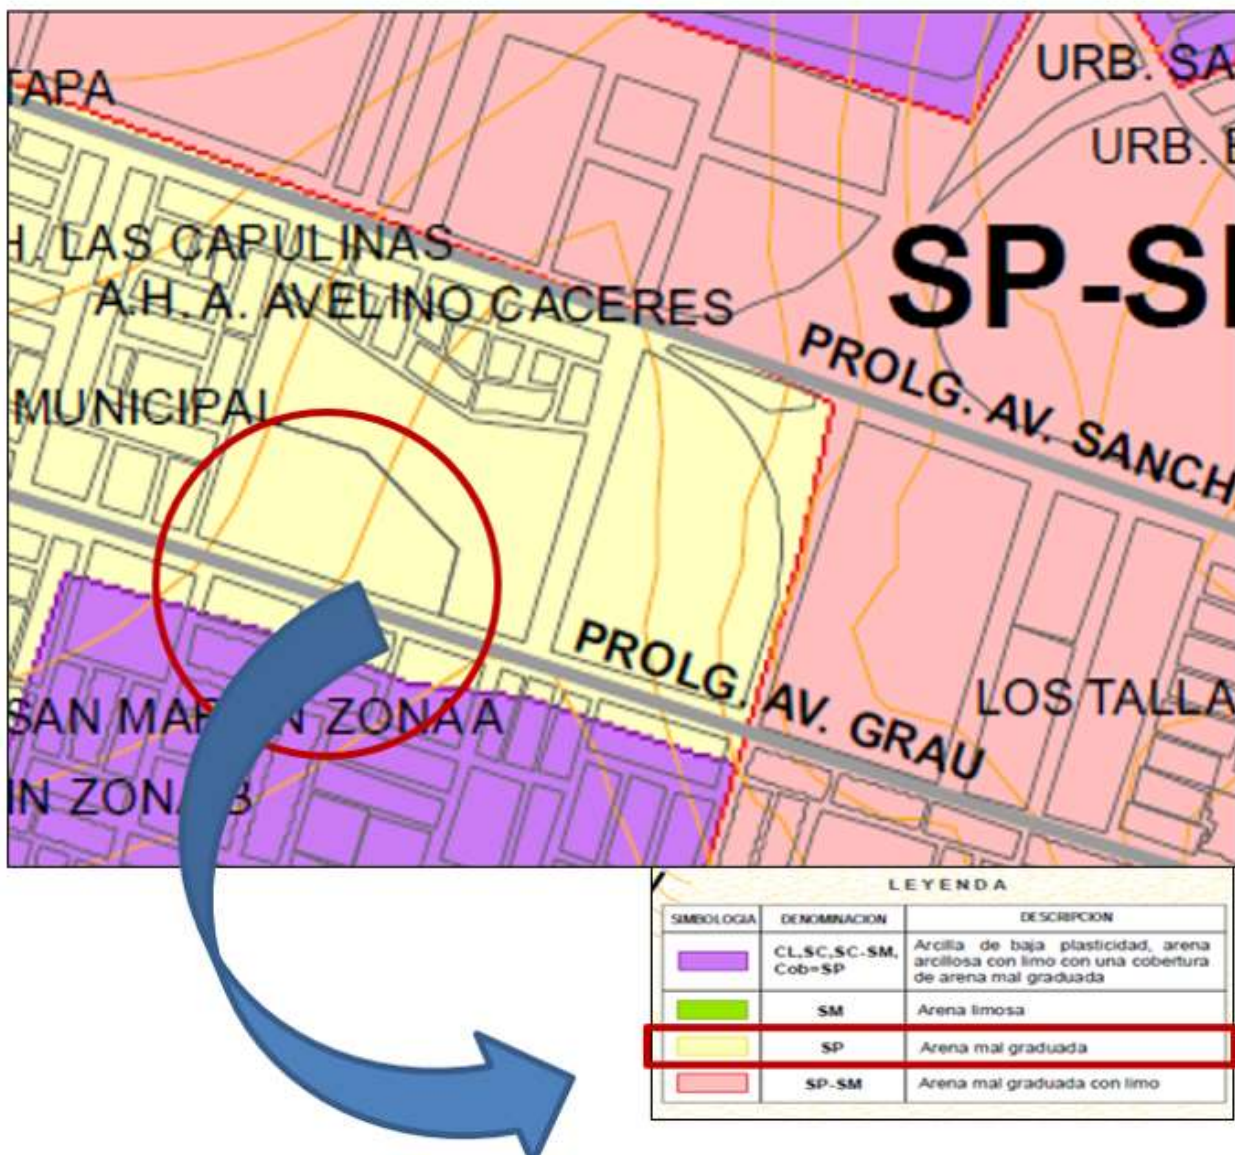 URB. SA
TAPA
URB. E
H. LAS CAPULINAS
SP-S
A.H. A. AVELINO CACERES
PROLG. AV. SANCH
MUNICIPAL
PROLG. AV. GRAU
LOS TALLA
SAN MAR N ZONA A
IN ZONA B
LEYENDA
SIMBOLOGIA DENOMINACION DESCRIPCION
CL,SC,SC-SM, Cob=SP
Arcilla de baja plasticidad, arena
arcillosa con limo con una cobertura
de arena mal graduada
SM Arena limosa
SP Arena mal graduada
SP-SM Arena mal graduada con limo